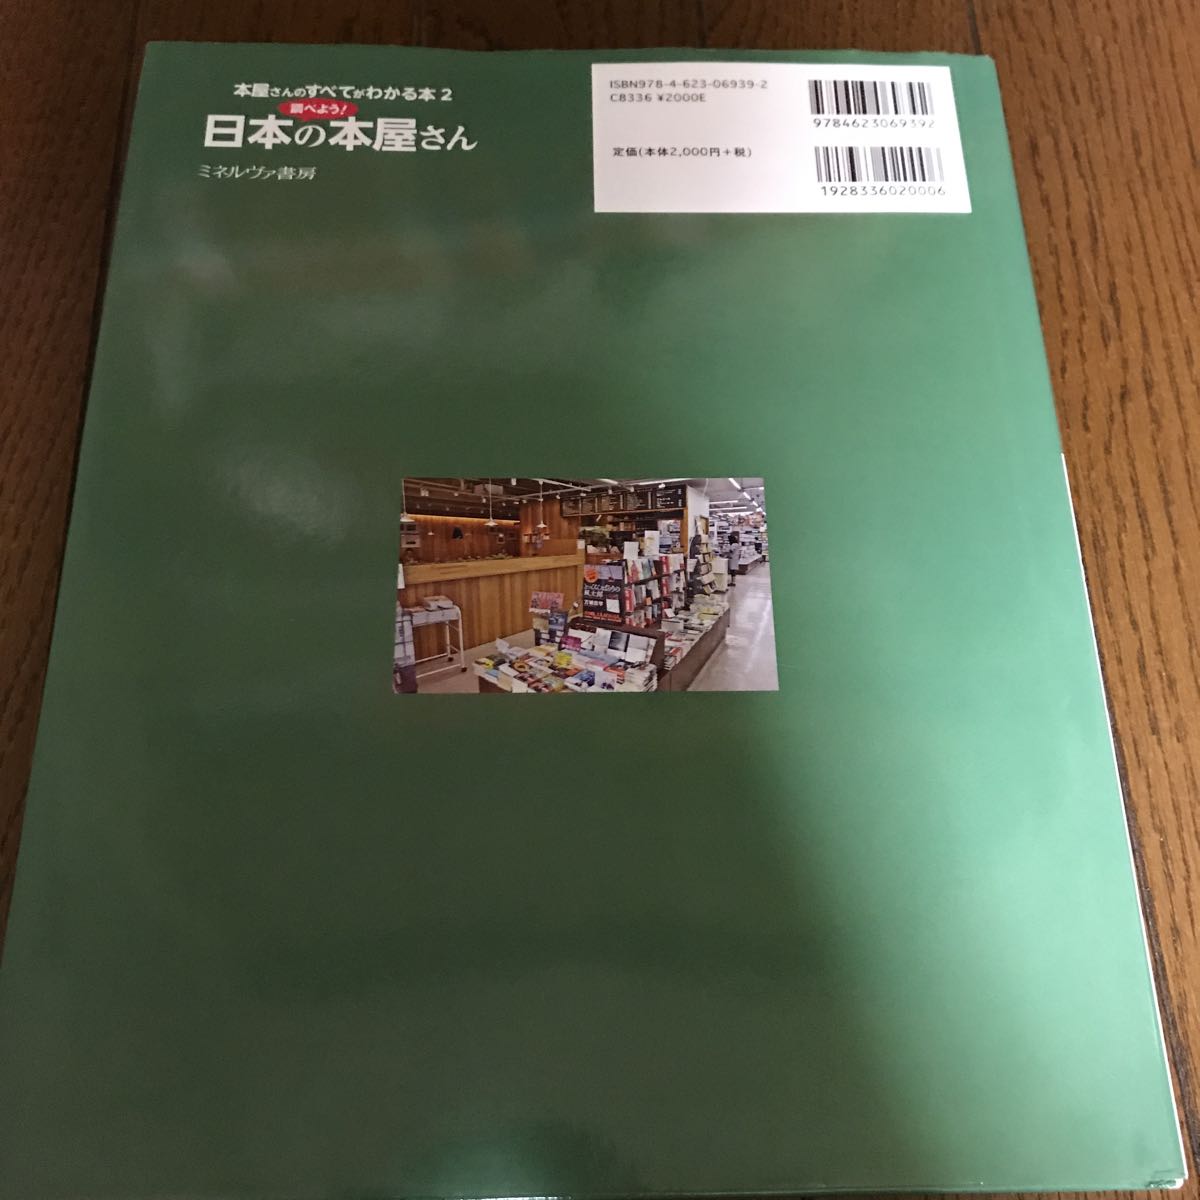 本屋さんのすべてがわかる本 2
調べよう!
日本の本屋さん
ミネルヴァ書房
ISBN978-4-623-06939-2
C8336 ¥2000E
定価(本体2,000円+税)
9784623069392
1928336020006